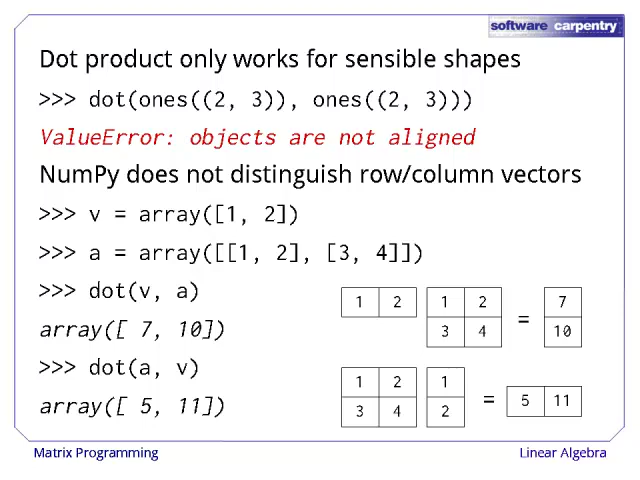 software carpentry
Dot product only works for sensible shapes
>>> dot(ones((2, 3)), ones((2, 3)))
ValueError: objects are not aligned
NumPy does not distinguish row/column vectors
>>> v = array([1, 2])
>>> a = array([[1, 2], [3, 4]])
>>> dot(v, a)
1 2 1 2 = 7
3 4 10
array([ 7, 10])
>>> dot(a, v)
1 2 1 = 5 11
3 4 2
array([ 5, 11])
Matrix Programming
Linear Algebra